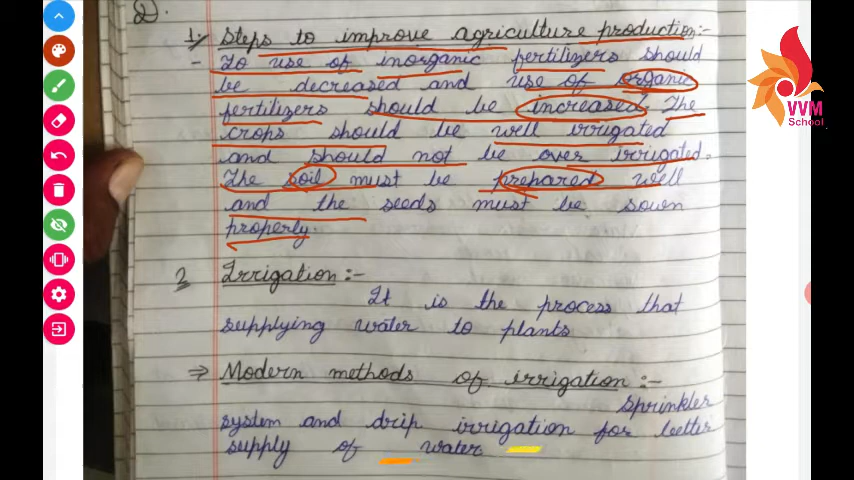 D.
1) Steps to improve agriculture production:-
- To use of inorganic fertilizers should
be decreased and use of organic
fertilizers should be increased. The
crops should be well irrigated
and should not be over irrigated.
The soil must be prepared well
and the seeds must be sown
properly.
2 Irrigation:-
It is the process that
supplying water to plants
⇒ Modern methods of irrigation:-
sprinkler
system and drip irrigation for better
supply of water
VVM
School